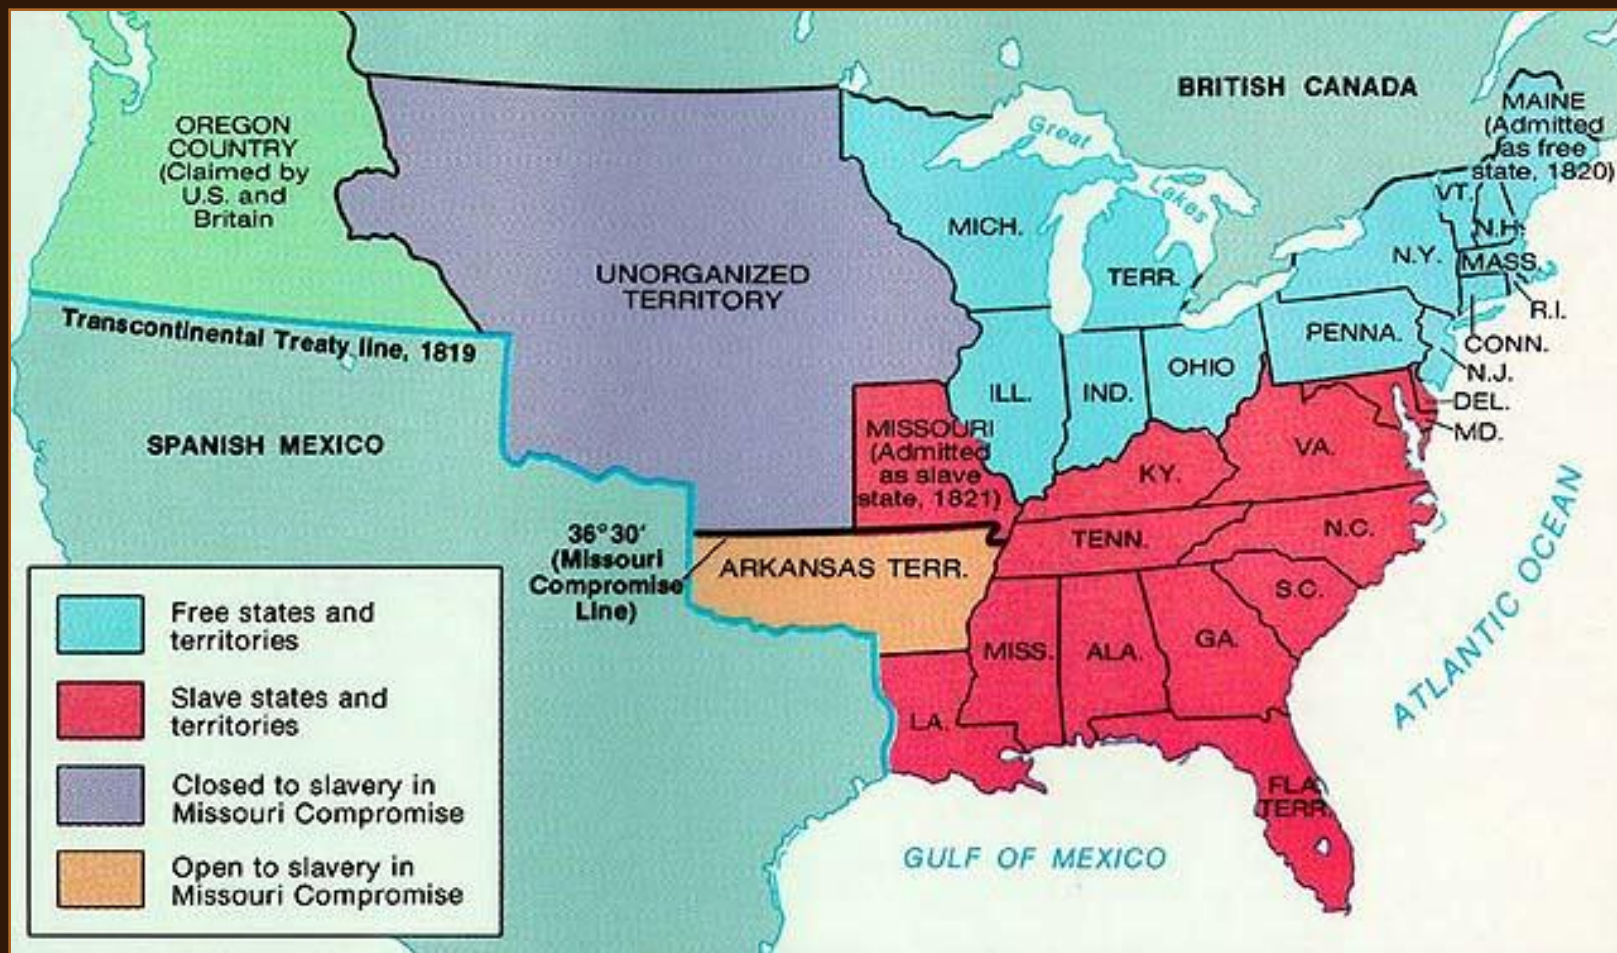 BRITISH CANADA
MAINE
(Admitted
as free
state, 1820)
Great
Lakes
OREGON
COUNTRY
(Claimed by
U.S. and
Britain
UNORGANIZED
TERRITORY
MICH.
TERR.
VT.
N.H.
N.Y.
MASS.
R.I.
CONN.
PENNA.
N.J.
DEL.
MD.
Transcontinental Treaty line, 1819
SPANISH MEXICO
ILL.
IND.
OHIO
MISSOURI
(Admitted
as slave
state, 1821)
KY.
VA.
36°30'
(Missouri
Compromise
Line)
ARKANSAS TERR.
TENN.
N.C.
S.C.
MISS.
ALA.
GA.
LA.
FLA.
TERR.
ATLANTIC OCEAN
GULF OF MEXICO
Free states and
territories
Slave states and
territories
Closed to slavery in
Missouri Compromise
Open to slavery in
Missouri Compromise